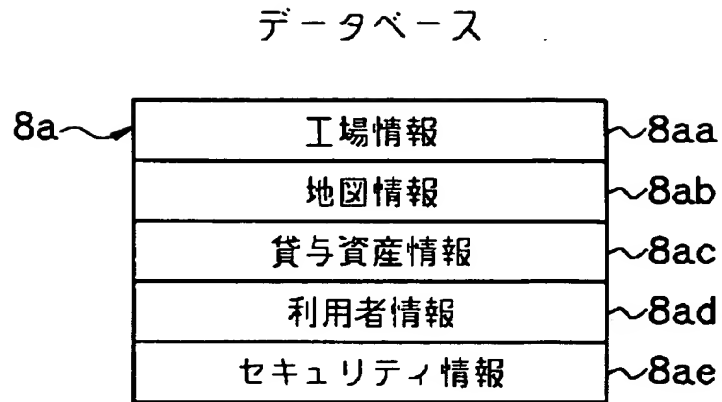 データベース
8a 工場情報 8aa
地図情報 8ab
貸与資産情報 8ac
利用者情報 8ad
セキュリティ情報 8ae